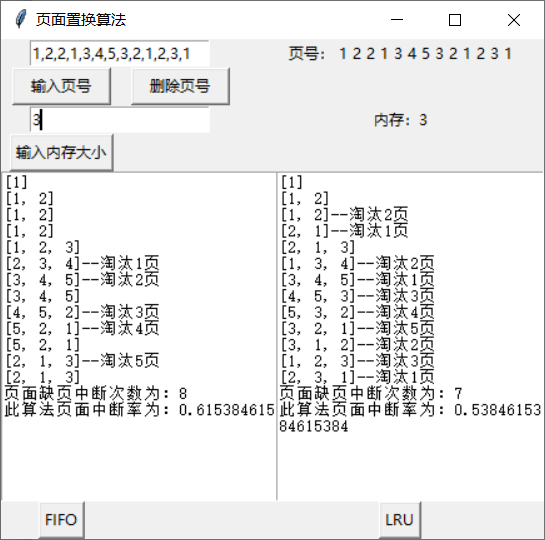 页面置换算法
1,2,2,1,3,4,5,3,2,1,2,3,1
页号: 1 2 2 1 3 4 5 3 2 1 2 3 1
输入页号
删除页号
3
内存: 3
输入内存大小
[1]
[1, 2]
[1, 2]
[1, 2]
[1, 2, 3]
[2, 3, 4]--淘汰1页
[3, 4, 5]--淘汰2页
[3, 4, 5]
[4, 5, 2]--淘汰3页
[5, 2, 1]--淘汰4页
[5, 2, 1]
[2, 1, 3]--淘汰5页
[2, 1, 3]
页面缺页中断次数为: 8
此算法页面中断率为: 0.615384615
[1]
[1, 2]
[1, 2]--淘汰2页
[2, 1]--淘汰1页
[2, 1, 3]
[1, 3, 4]--淘汰2页
[3, 4, 5]--淘汰1页
[4, 5, 3]--淘汰3页
[5, 3, 2]--淘汰4页
[3, 2, 1]--淘汰5页
[3, 1, 2]--淘汰2页
[1, 2, 3]--淘汰3页
[2, 3, 1]--淘汰1页
页面缺页中断次数为: 7
此算法页面中断率为: 0.53846153
84615384
FIFO
LRU